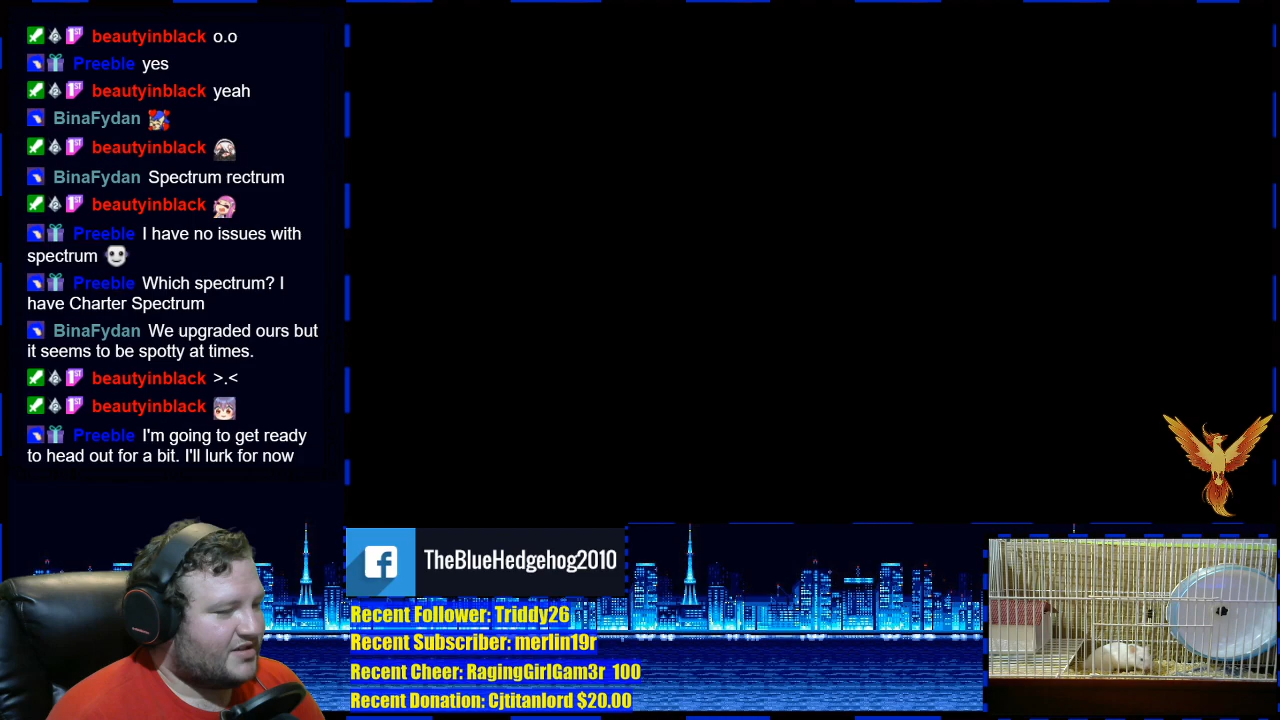 beautyinblack o.o
Preeble yes
beautyinblack yeah
BinaFydan
beautyinblack
BinaFydan Spectrum rectrum
beautyinblack
Preeble I have no issues with
spectrum
Preeble Which spectrum? I
have Charter Spectrum
BinaFydan We upgraded ours but
it seems to be spotty at times.
beautyinblack >.<
beautyinblack
Preeble I'm going to get ready
to head out for a bit. I'll lurk for now
TheBlueHedgehog2010
Recent Follower: Triddy26
Recent Subscriber: merlin19r
Recent Cheer: RagingGirlGam3r 100
Recent Donation: Cjtitanlord $20.00